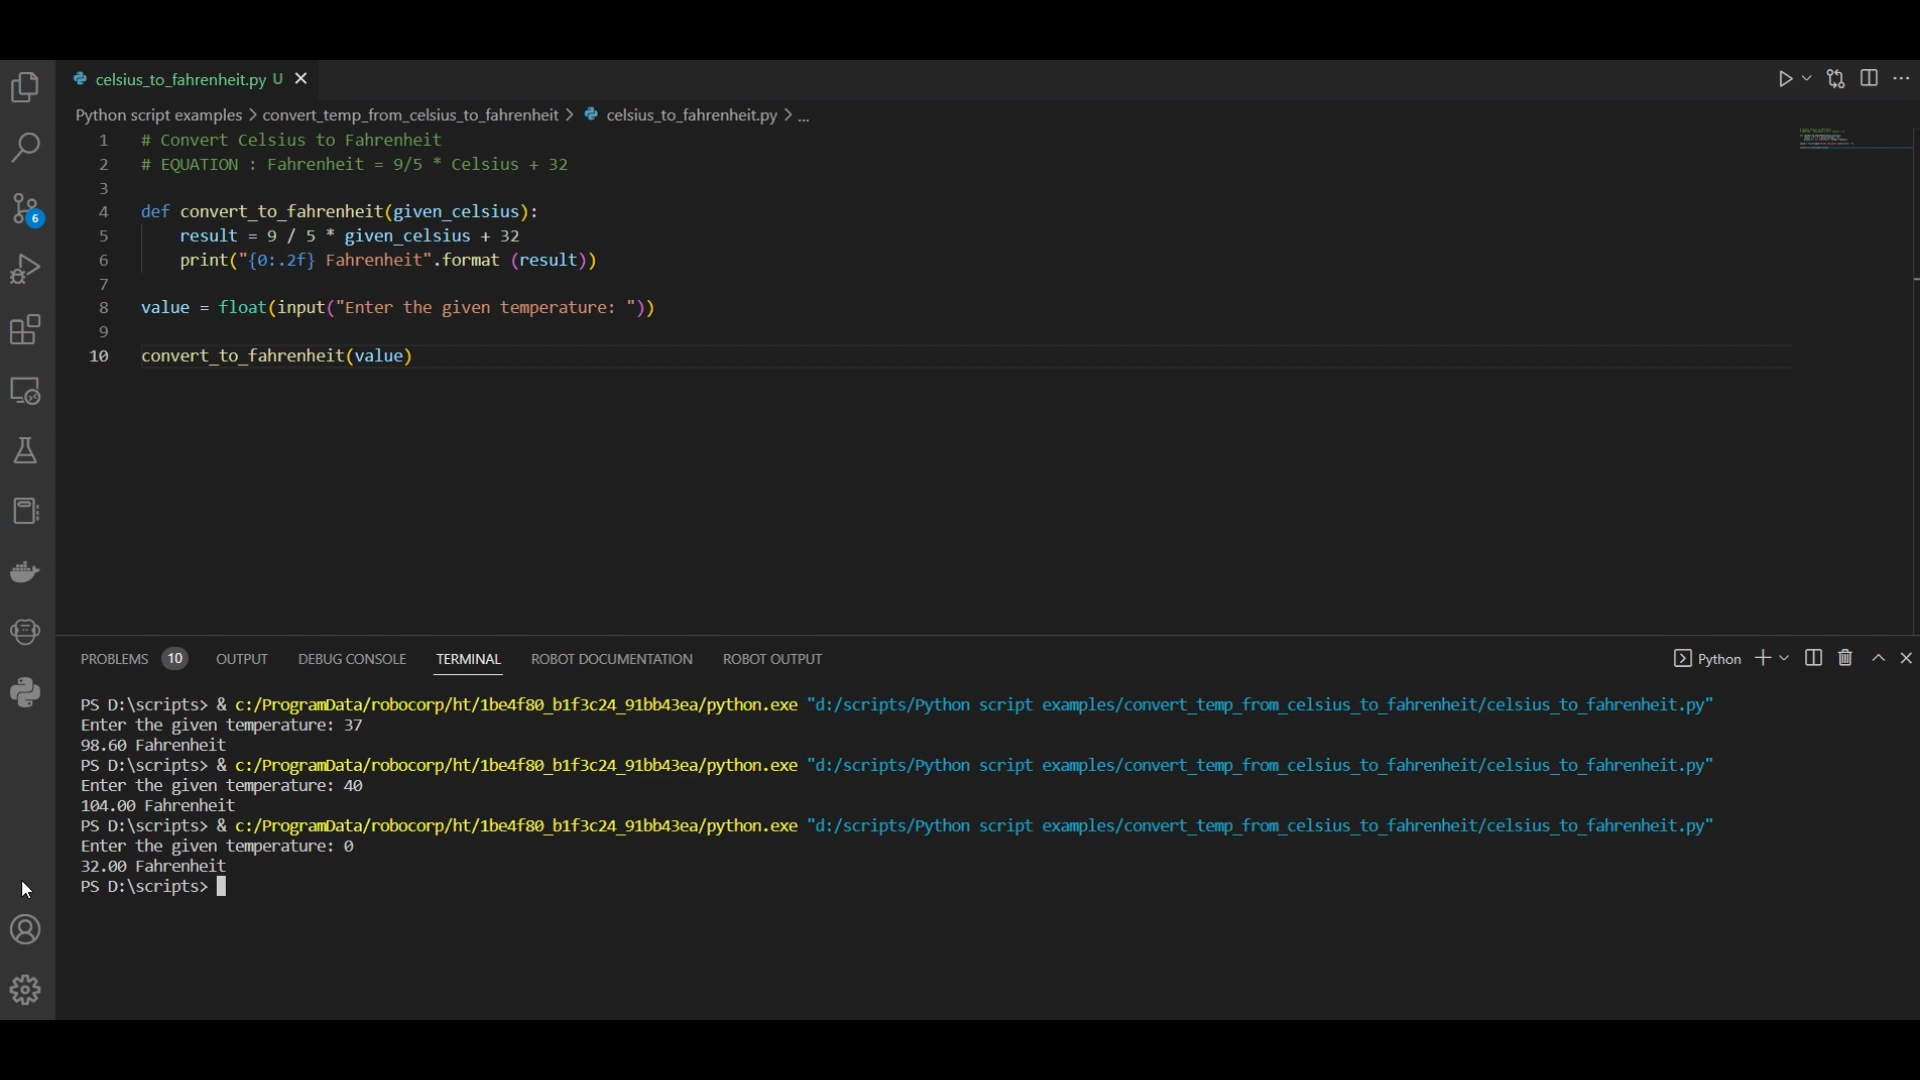 celsius_to_fahrenheit.py U
Python script examples > convert_temp_from_celsius_to_fahrenheit > celsius_to_fahrenheit.py > ...
1 # Convert Celsius to Fahrenheit
2 # EQUATION : Fahrenheit = 9/5 * Celsius + 32
3
4 def convert_to_fahrenheit(given_celsius):
5 result = 9 / 5 * given_celsius + 32
6 print("{0:.2f} Fahrenheit".format (result))
7
8 value = float(input("Enter the given temperature: "))
9
10 convert_to_fahrenheit(value)
6
PROBLEMS 10 OUTPUT DEBUG CONSOLE TERMINAL ROBOT DOCUMENTATION ROBOT OUTPUT Python
PS D:\scripts> & c:/ProgramData/robocorp/ht/1be4f80_b1f3c24_91bb43ea/python.exe "d:/scripts/Python script examples/convert_temp_from_celsius_to_fahrenheit/celsius_to_fahrenheit.py"
Enter the given temperature: 37
98.60 Fahrenheit
PS D:\scripts> & c:/ProgramData/robocorp/ht/1be4f80_b1f3c24_91bb43ea/python.exe "d:/scripts/Python script examples/convert_temp_from_celsius_to_fahrenheit/celsius_to_fahrenheit.py"
Enter the given temperature: 40
104.00 Fahrenheit
PS D:\scripts> & c:/ProgramData/robocorp/ht/1be4f80_b1f3c24_91bb43ea/python.exe "d:/scripts/Python script examples/convert_temp_from_celsius_to_fahrenheit/celsius_to_fahrenheit.py"
Enter the given temperature: 0
32.00 Fahrenheit
PS D:\scripts>